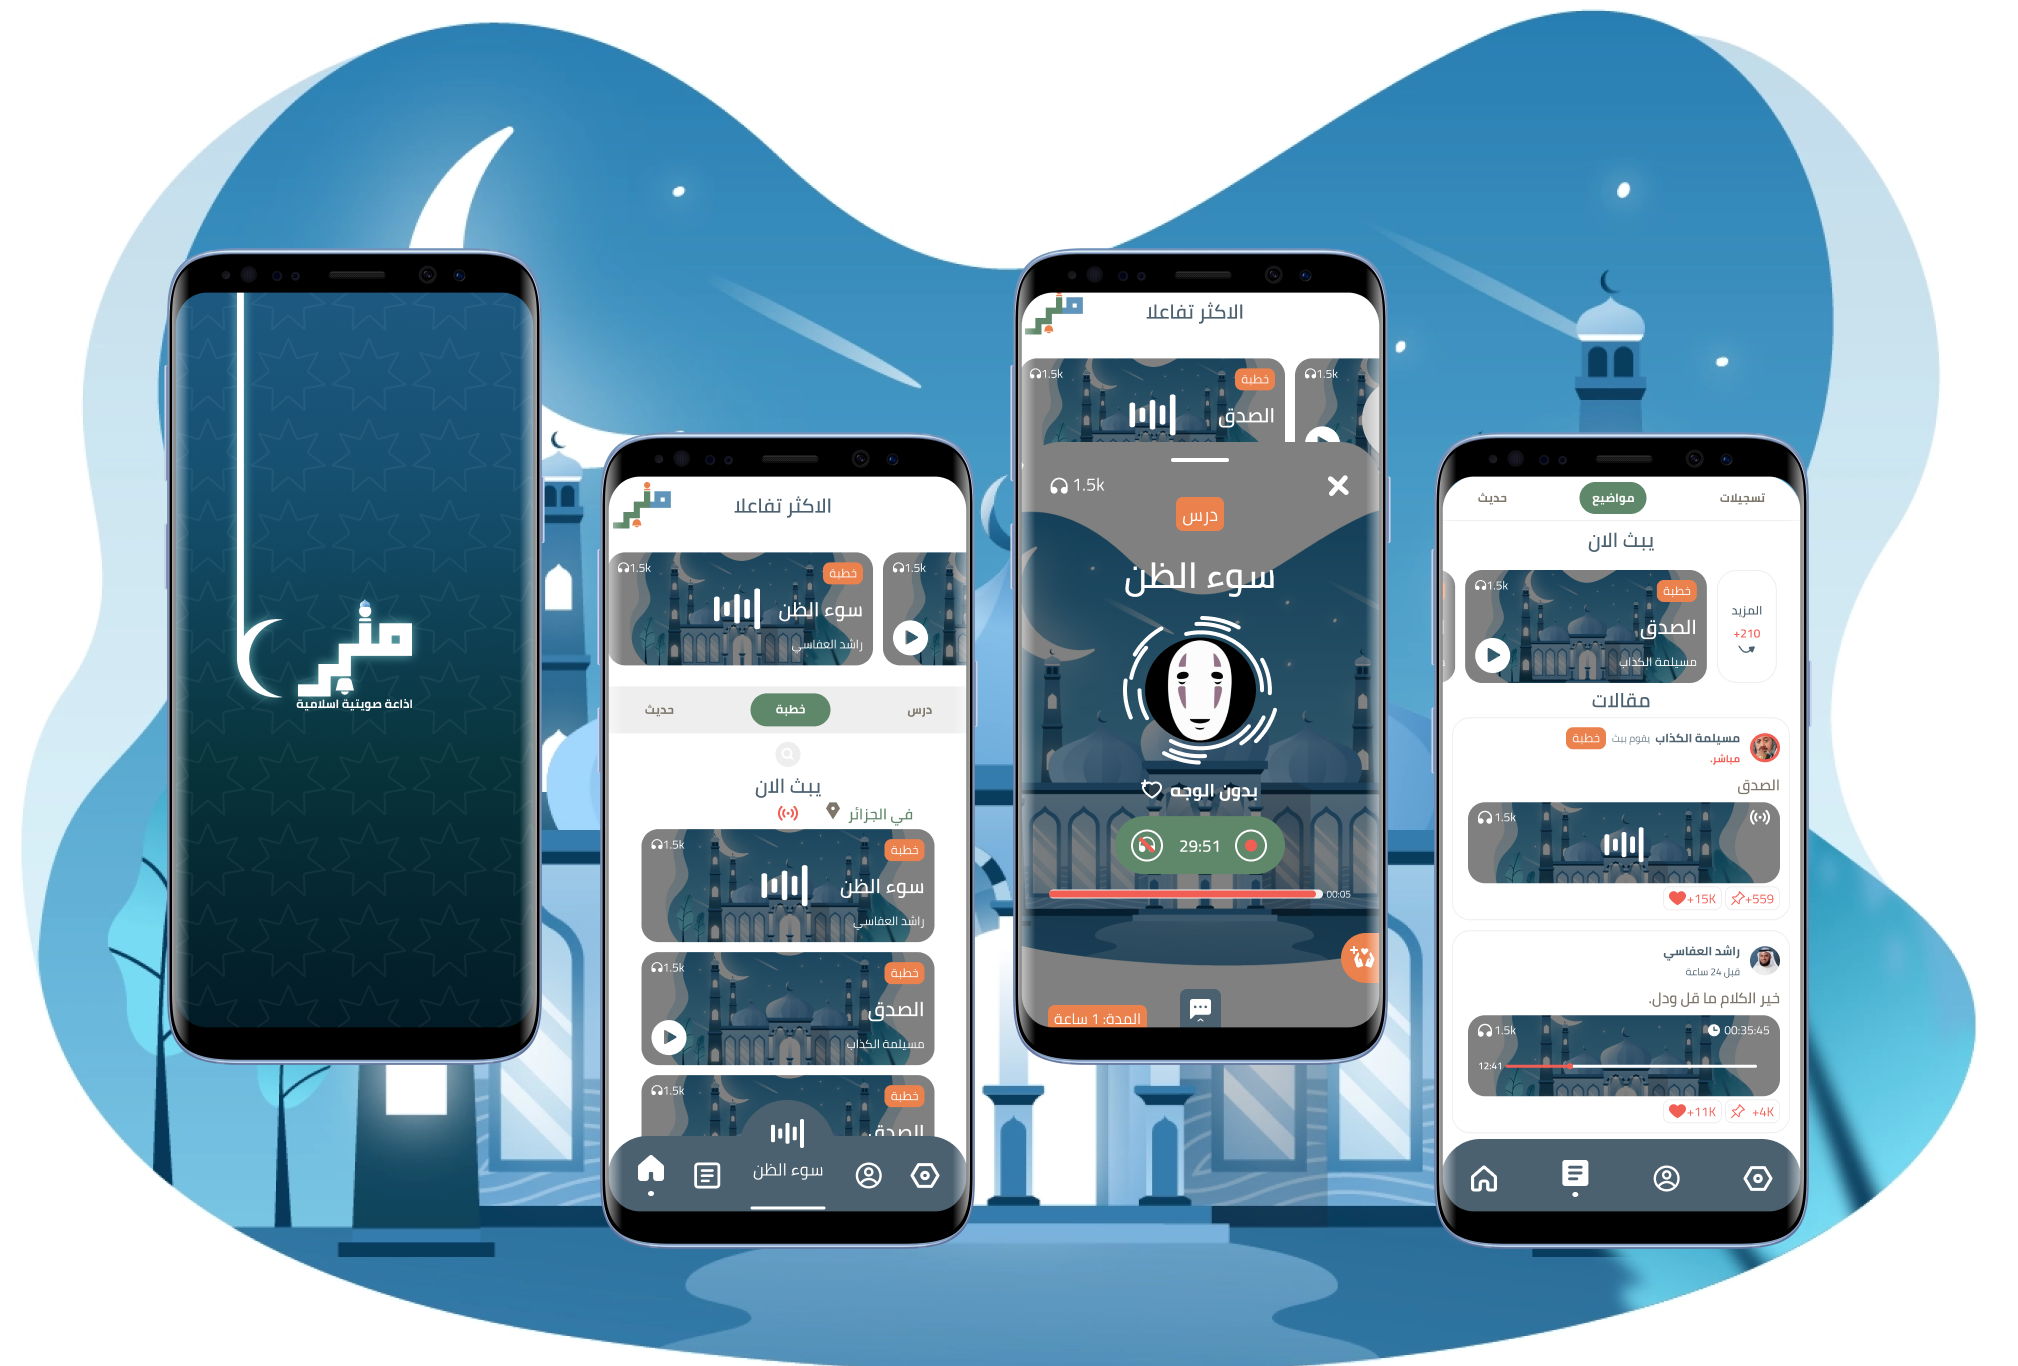 منبر
اذاعة صويتية اسلامية
الاكثر تفاعلا
1.5k
خطبة
سوء الظن
راشد العفاسي
1.5k
درس
خطبة
حديث
يبث الان
في الجزائر
1.5k
خطبة
سوء الظن
راشد العفاسي
1.5k
خطبة
الصدق
مسيلمة الكذاب
1.5k
خطبة
الصدق
سوء الظن
الاكثر تفاعلا
1.5k
خطبة
الصدق
1.5k
1.5k
درس
سوء الظن
بدون الوجه
29:51
00:05
المدة: 1 ساعة
تسجيلات
مواضيع
حديث
يبث الان
1.5k
خطبة
الصدق
مسيلمة الكذاب
المزيد
+210
مقالات
مسيلمة الكذاب يقوم ببث خطبة
مباشر.
الصدق
1.5k
+15K
+559
راشد العفاسي
قبل 24 ساعة
خير الكلام ما قل ودل.
1.5k
00:35:45
12:41
+11K
+4K